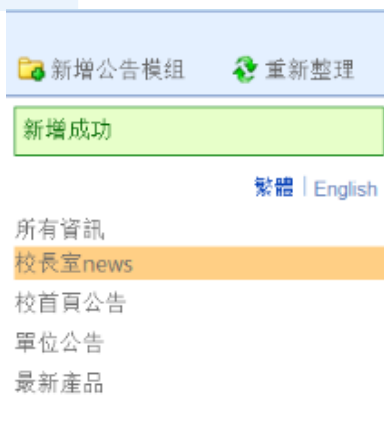 新增公告模組 重新整理
新增成功
繁體 | English
所有資訊
校長室news
校首頁公告
單位公告
最新產品